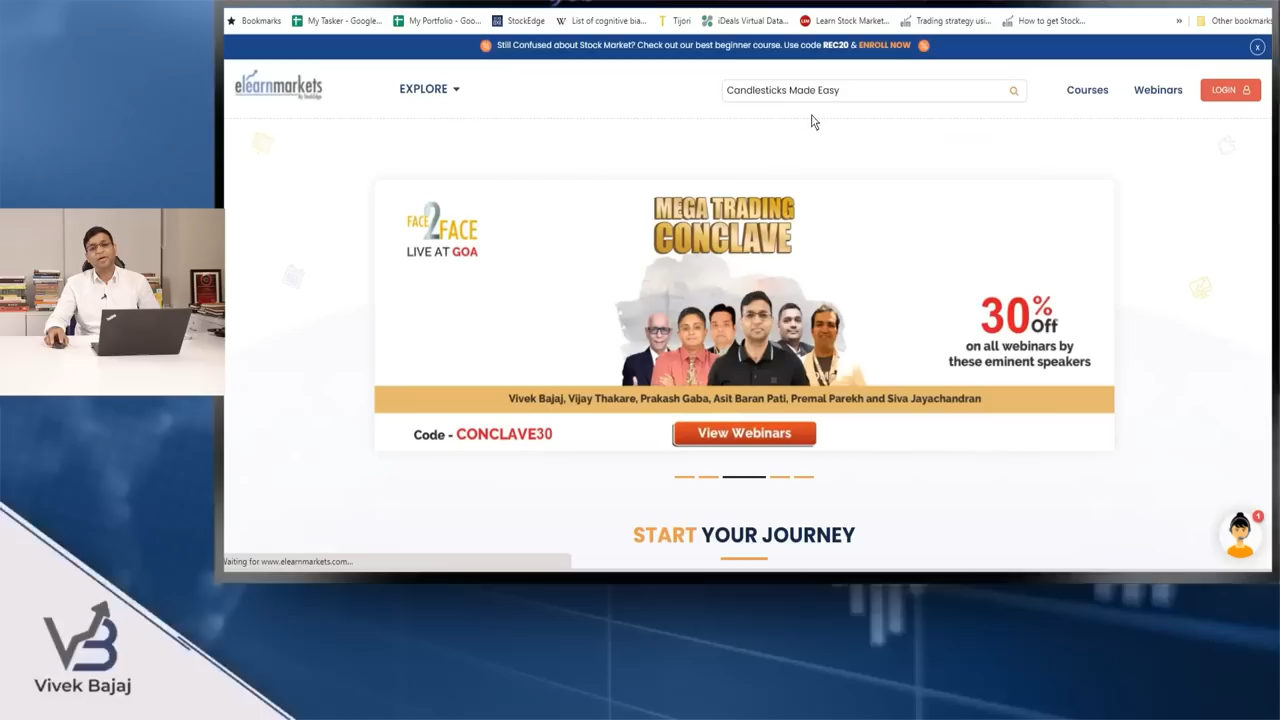 Bookmarks My Tasker - Google... My Portfolio - Goo... StockEdge List of cognitive bia... Tijori iDeals Virtual Data... Learn Stock Market... Trading strategy usi... How to get Stock... » Other bookmarks
Still Confused about Stock Market? Check out our best beginner course. Use code REC20 & ENROLL NOW x
elearnmarkets
By StockEdge
EXPLORE
Candlesticks Made Easy
Courses
Webinars
LOGIN
FACE 2 FACE
LIVE AT GOA
MEGA TRADING
CONCLAVE
30% Off
on all webinars by
these eminent speakers
Vivek Bajaj, Vijay Thakare, Prakash Gaba, Asit Baran Pati, Premal Parekh and Siva Jayachandran
Code - CONCLAVE30
View Webinars
START YOUR JOURNEY
1
Waiting for www.elearnmarkets.com...
VB
Vivek Bajaj